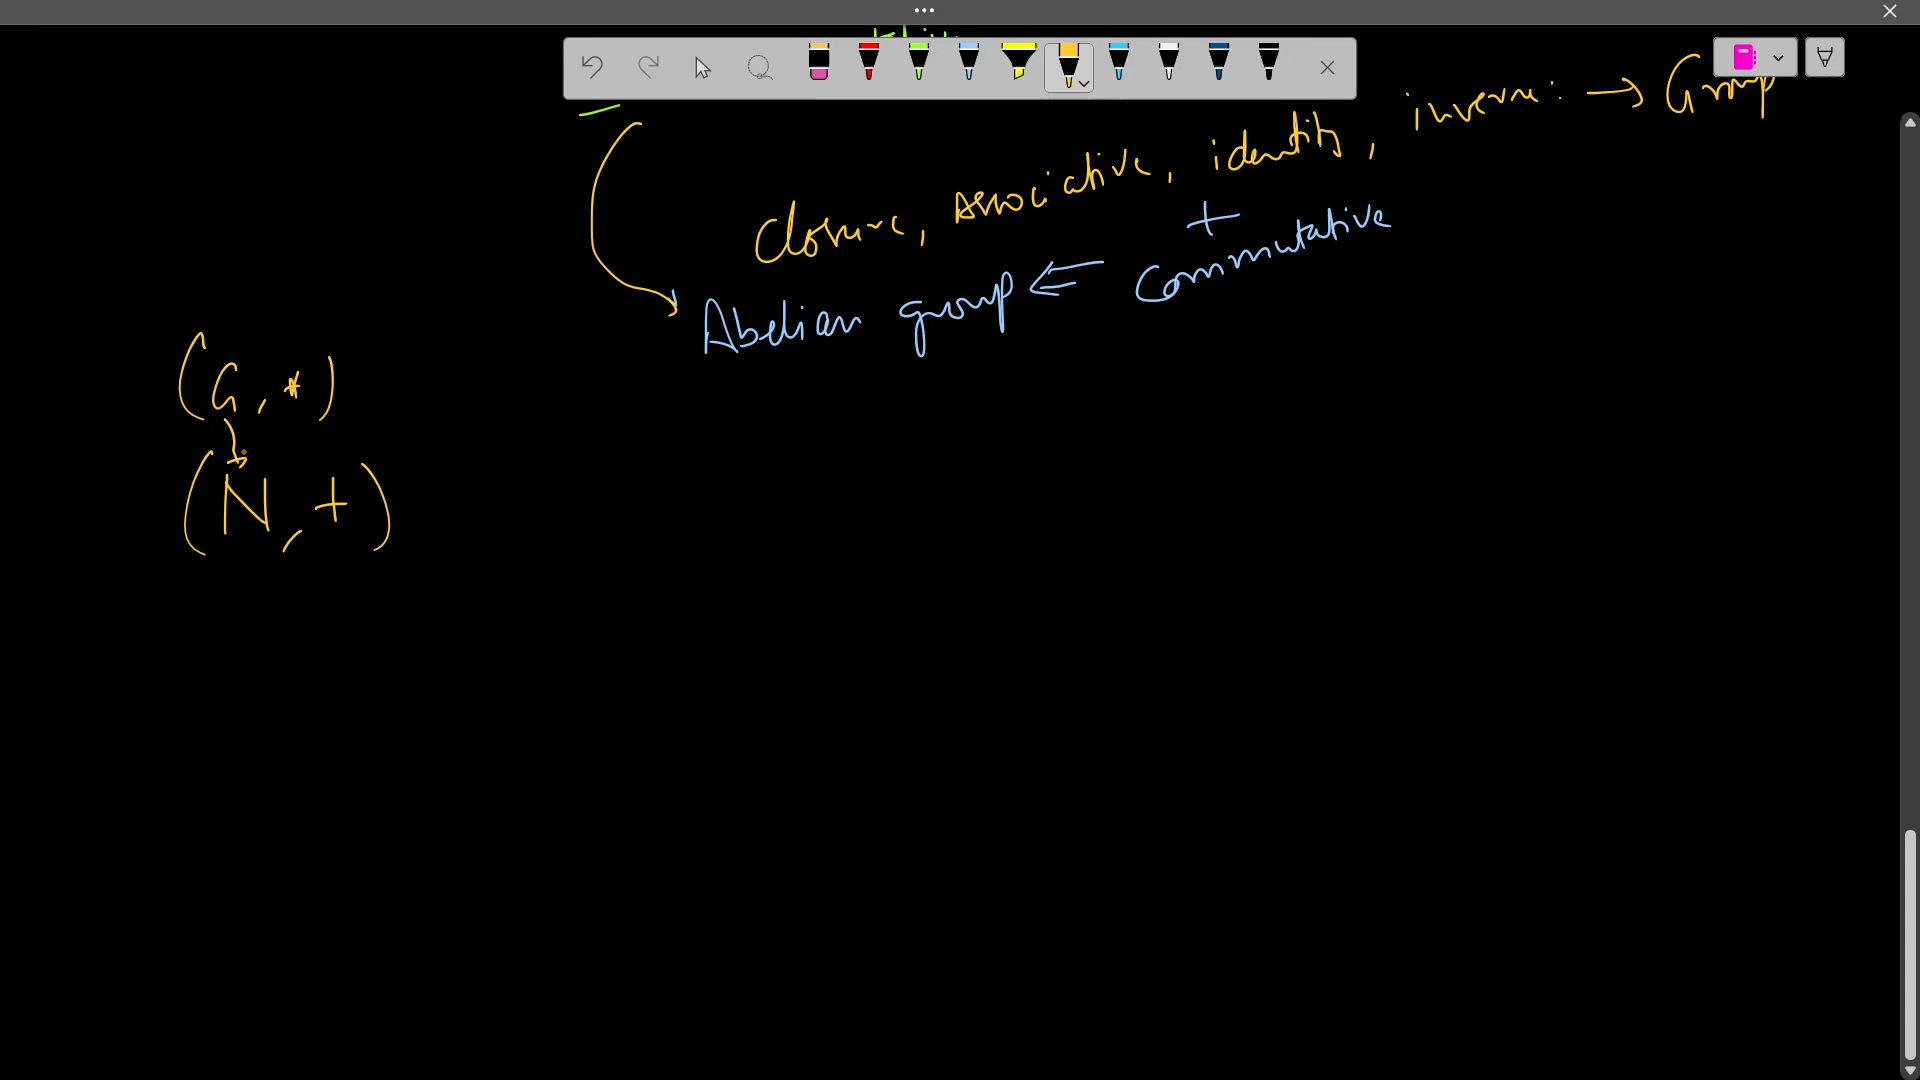 Closure, Associative, identity, inverse: → Group
+
Commutative
Abelian group ⇐
(G, *)
(N, +)